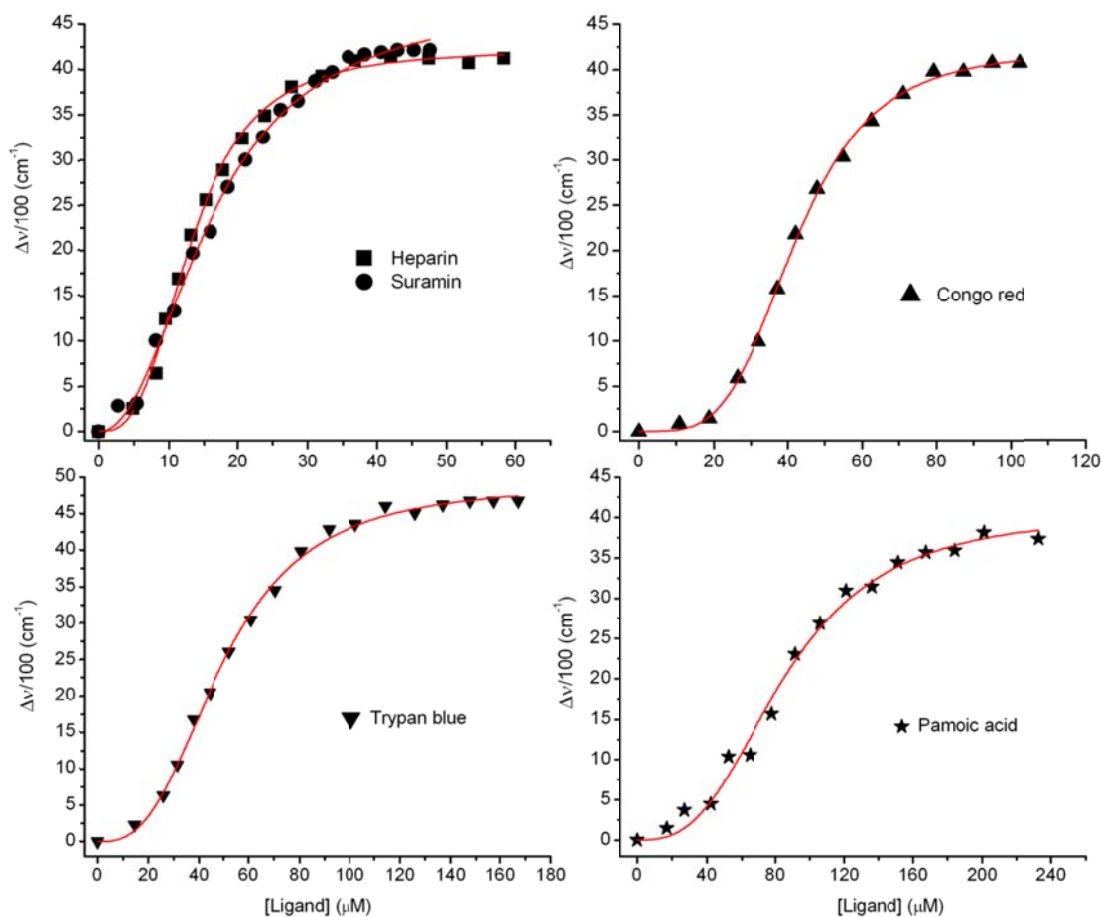 45
40
35
30
25
20
15
10
5
0
Δν/100 (cm⁻¹)
Heparin
Suramin
0 10 20 30 40 50 60
45
40
35
30
25
20
15
10
5
0
Δν/100 (cm⁻¹)
Congo red
0 20 40 60 80 100 120
50
45
40
35
30
25
20
15
10
5
0
Δν/100 (cm⁻¹)
Trypan blue
0 20 40 60 80 100 120 140 160 180
[Ligand] (μM)
45
40
35
30
25
20
15
10
5
0
Δν/100 (cm⁻¹)
Pamoic acid
0 40 80 120 160 200 240
[Ligand] (μM)